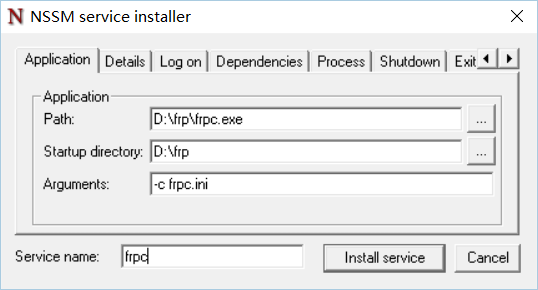 NSSM service installer
Application Details Log on Dependencies Process Shutdown Exit
Application
Path: D:\frp\frpc.exe ...
Startup directory: D:\frp ...
Arguments: -c frpc.ini
Service name: frpc Install service Cancel